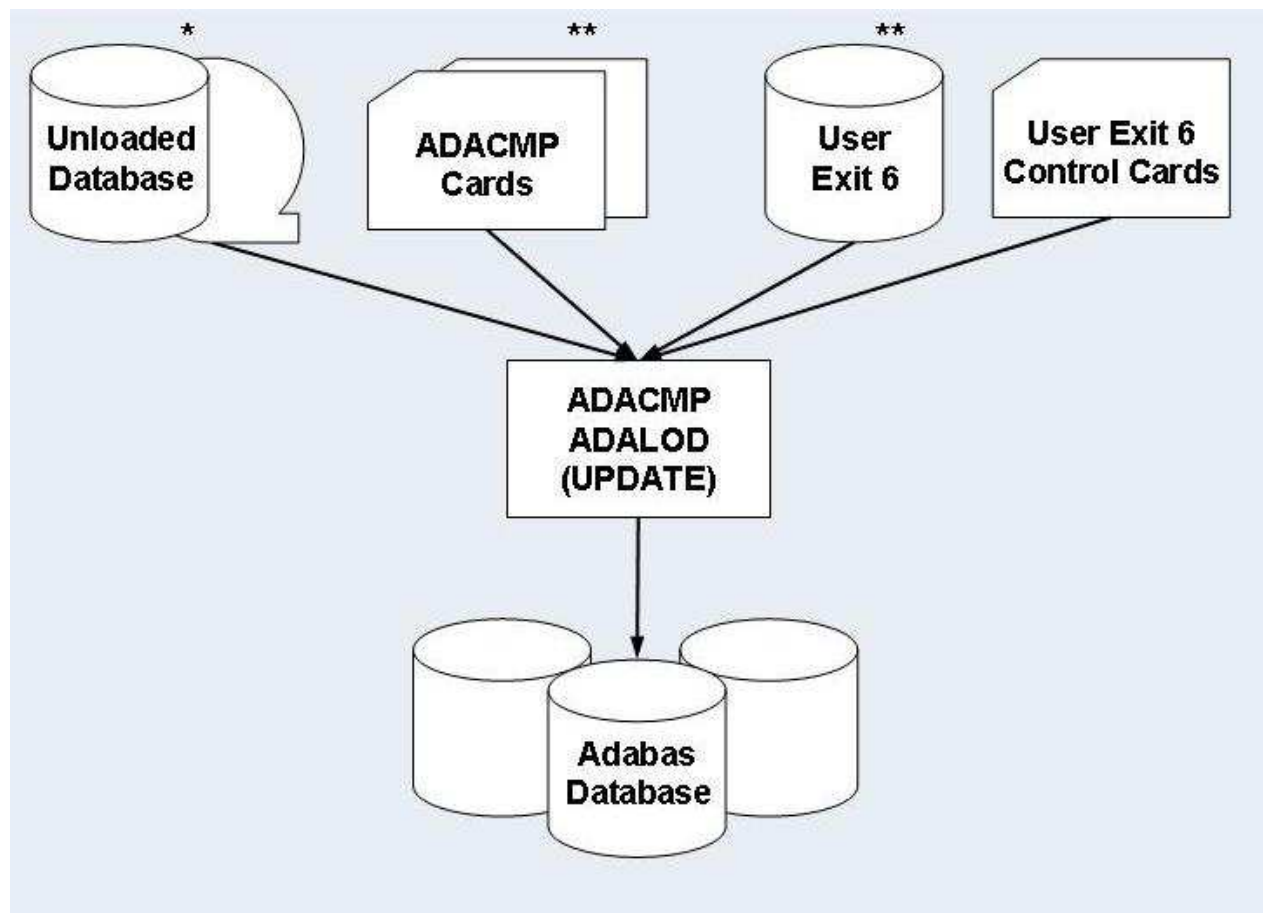 *
**
**
Unloaded
Database
ADACMP
Cards
User
Exit 6
User Exit 6
Control Cards
ADACMP
ADALOD
(UPDATE)
Adabas
Database